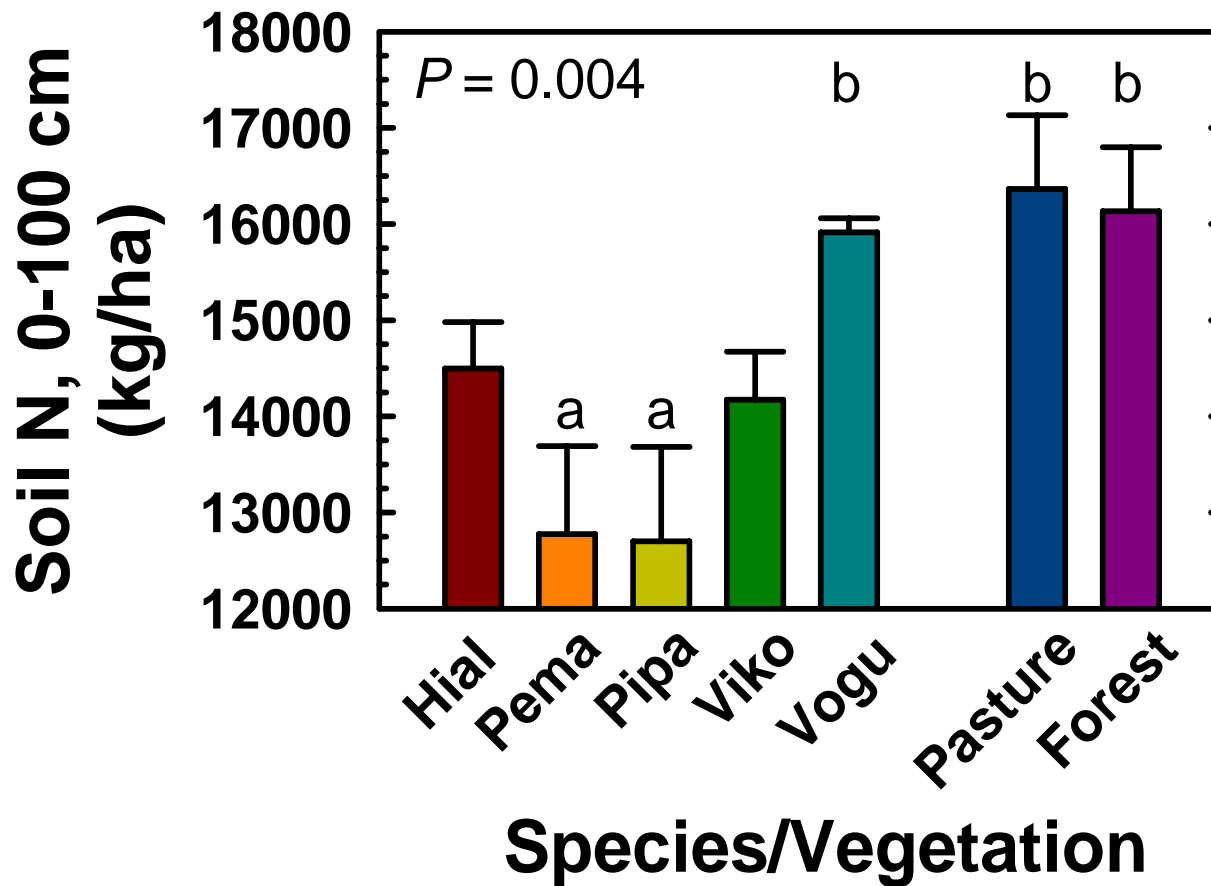 Soil N, 0-100 cm
(kg/ha)
18000
17000
16000
15000
14000
13000
12000
P = 0.004
b
b
b
a
a
Hial
Pema
Pipa
Viko
Vogu
Pasture
Forest
Species/Vegetation